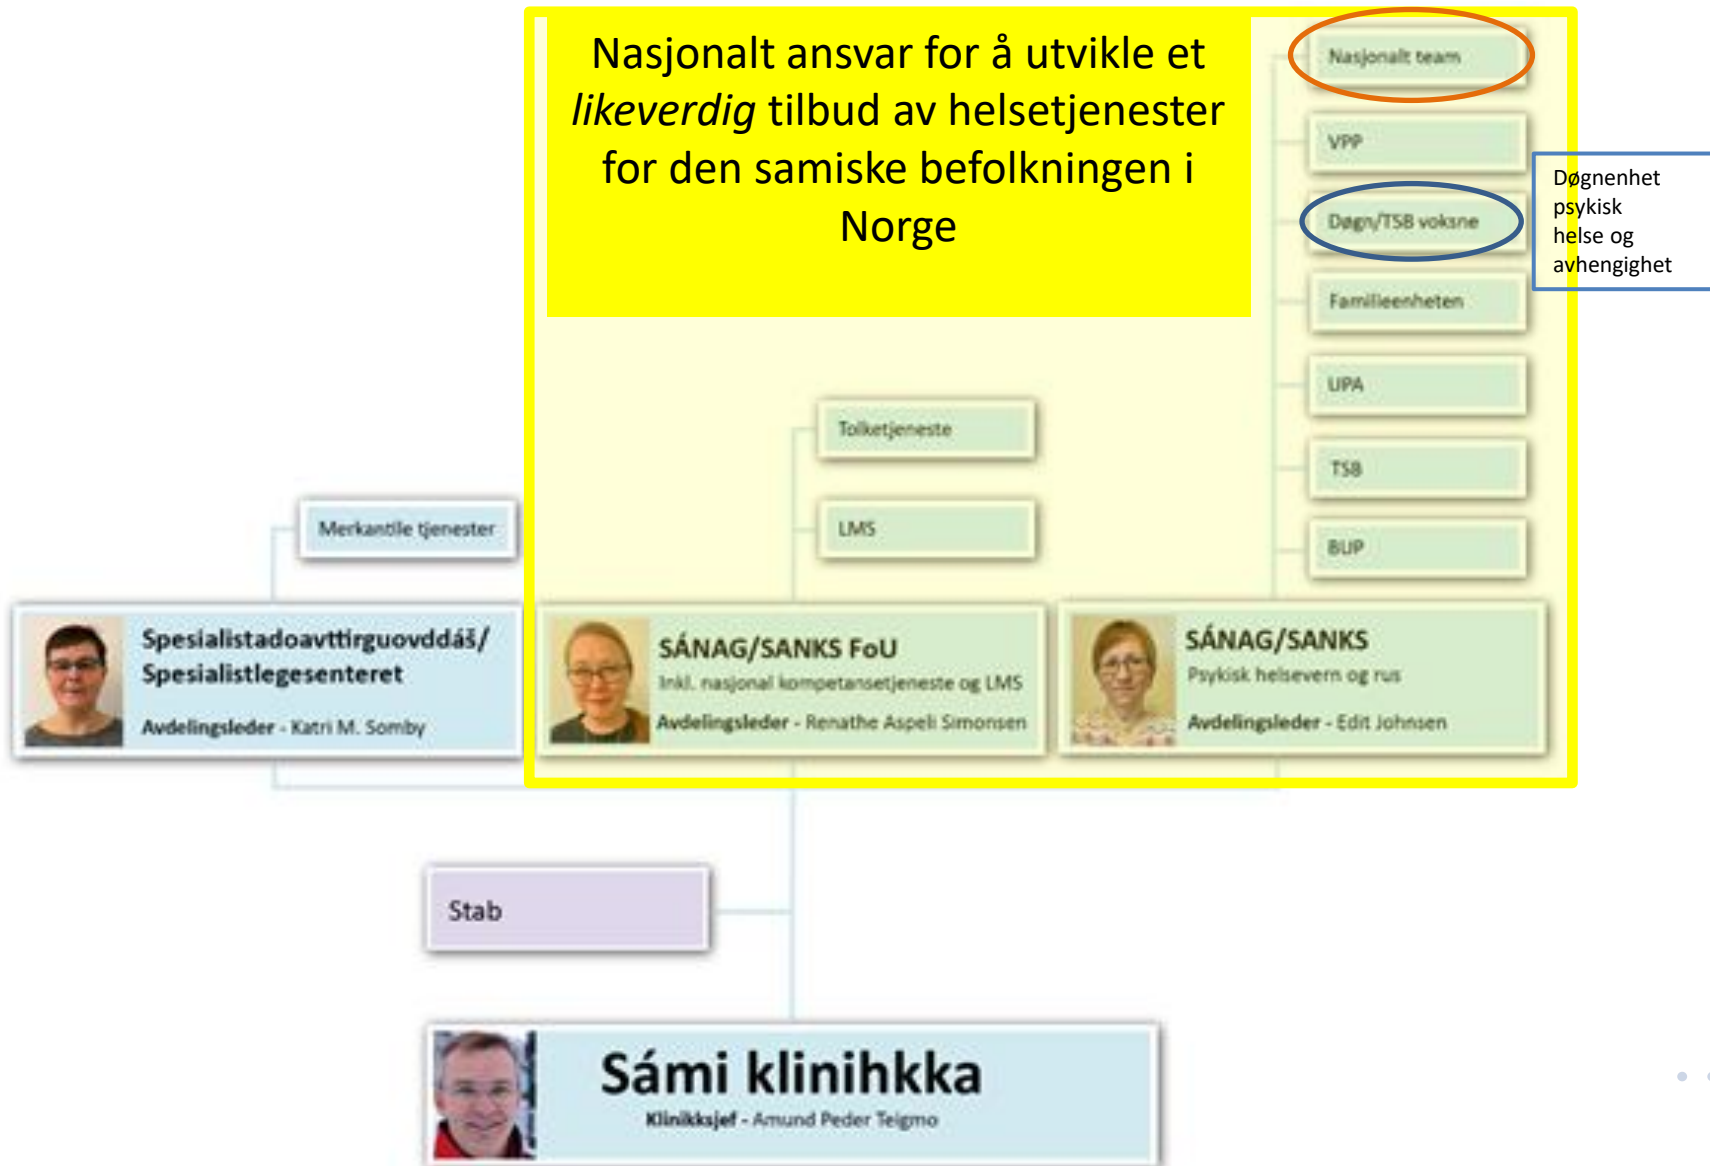 Nasjonalt ansvar for å utvikle et
likeverdig tilbud av helsetjenester
for den samiske befolkningen i
Norge
Nasjonalt team
VPP
Døgn/TSB voksne
Døgnenhet
psykisk
helse og
avhengighet
Familieenheten
UPA
TSB
BUP
Tolketjeneste
LMS
Merkantile tjenester
Spesialistadoavttirguovddáš/
Spesialistlegesenteret
Avdelingsleder - Katri M. Somby
SÁNAG/SANKS FoU
Inkl. nasjonal kompetansetjeneste og LMS
Avdelingsleder - Renathe Aspeli Simonsen
SÁNAG/SANKS
Psykisk helsevern og rus
Avdelingsleder - Edit Johnsen
Stab
Sámi klinihkka
Klinikksjef - Amund Peder Teigmo